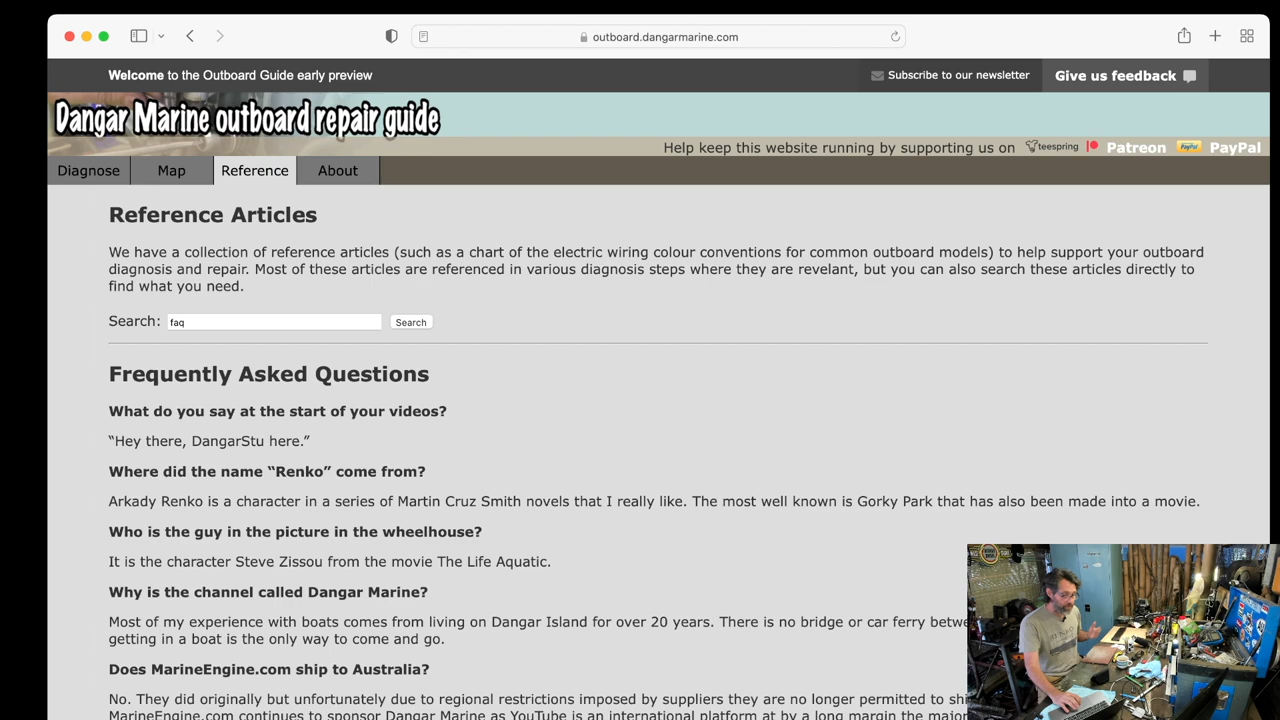 outboard.dangarmarine.com
Welcome to the Outboard Guide early preview
Subscribe to our newsletter
Give us feedback
Dangar Marine outboard repair guide
Help keep this website running by supporting us on teespring Patreon PayPal PayPal
Diagnose Map Reference About
Reference Articles
We have a collection of reference articles (such as a chart of the electric wiring colour conventions for common outboard models) to help support your outboard
diagnosis and repair. Most of these articles are referenced in various diagnosis steps where they are revelant, but you can also search these articles directly to
find what you need.
Search: faq Search
Frequently Asked Questions
What do you say at the start of your videos?
“Hey there, DangarStu here.”
Where did the name “Renko” come from?
Arkady Renko is a character in a series of Martin Cruz Smith novels that I really like. The most well known is Gorky Park that has also been made into a movie.
Who is the guy in the picture in the wheelhouse?
It is the character Steve Zissou from the movie The Life Aquatic.
Why is the channel called Dangar Marine?
Most of my experience with boats comes from living on Dangar Island for over 20 years. There is no bridge or car ferry
getting in a boat is the only way to come and go.
Does MarineEngine.com ship to Australia?
No. They did originally but unfortunately due to regional restrictions imposed by suppliers they are no longer permitted to
MarineEngine.com continues to sponsor Dangar Marine as YouTube is an international platform at by a long margin the